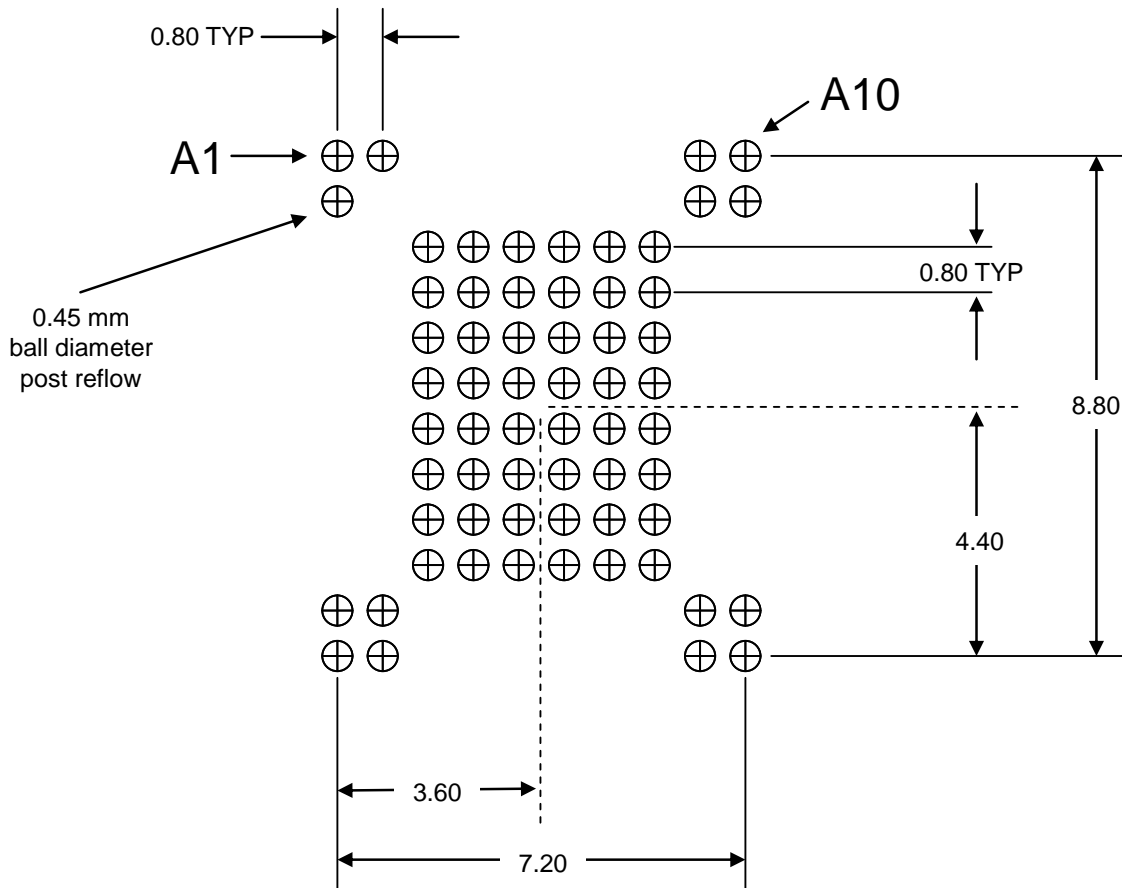 0.80 TYP
A10
A1
0.80 TYP
0.45 mm
ball diameter
post reflow
8.80
4.40
3.60
7.20